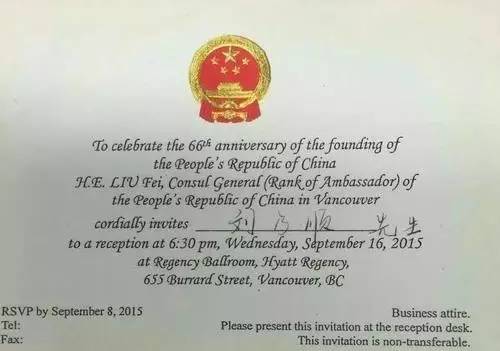 To celebrate the 66th anniversary of the founding of
the People's Republic of China
H.E. LIU Fei, Consul General (Rank of Ambassador) of
the People's Republic of China in Vancouver
cordially invites 刘乃顺 先生
to a reception at 6:30 pm, Wednesday, September 16, 2015
at Regency Ballroom, Hyatt Regency,
655 Burrard Street, Vancouver, BC
RSVP by September 8, 2015
Tel:
Fax:
Business attire.
Please present this invitation at the reception desk.
This invitation is non-transferable.